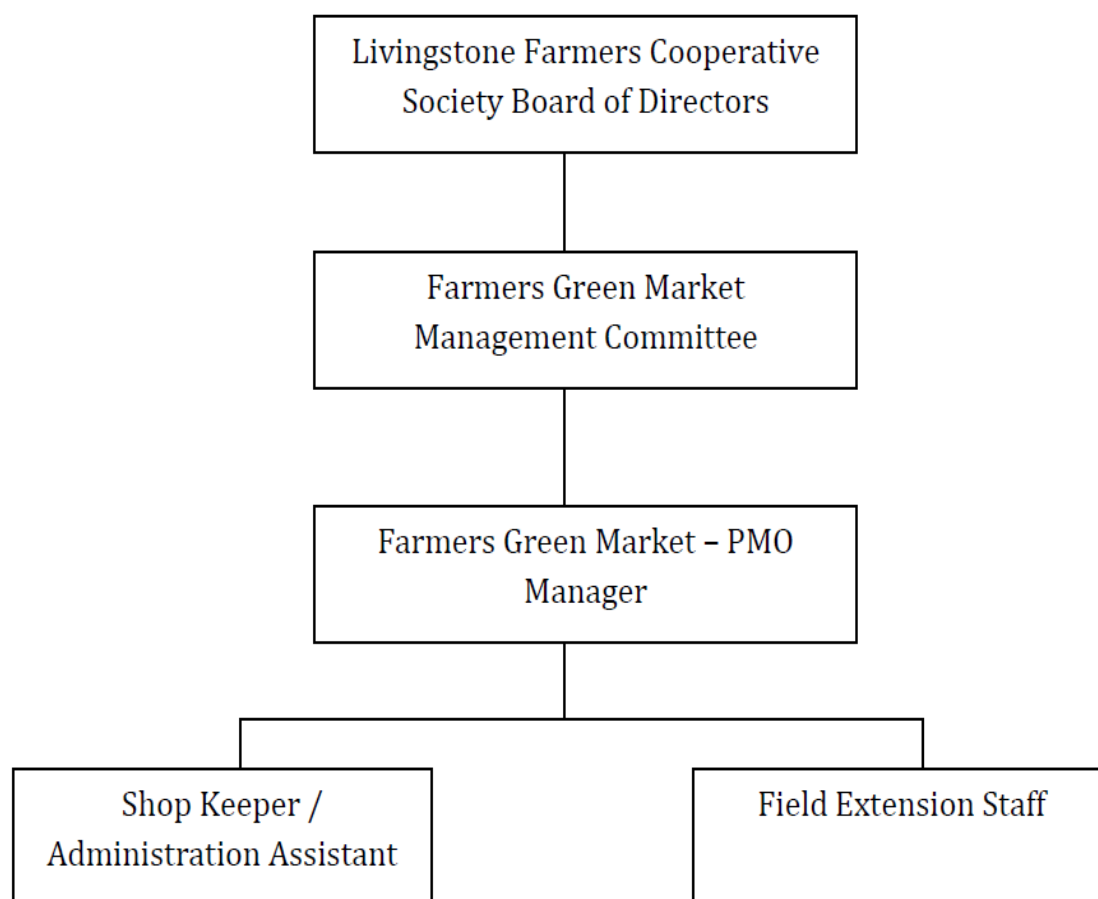 Livingstone Farmers Cooperative
Society Board of Directors
Farmers Green Market
Management Committee
Farmers Green Market – PMO
Manager
Shop Keeper /
Administration Assistant
Field Extension Staff